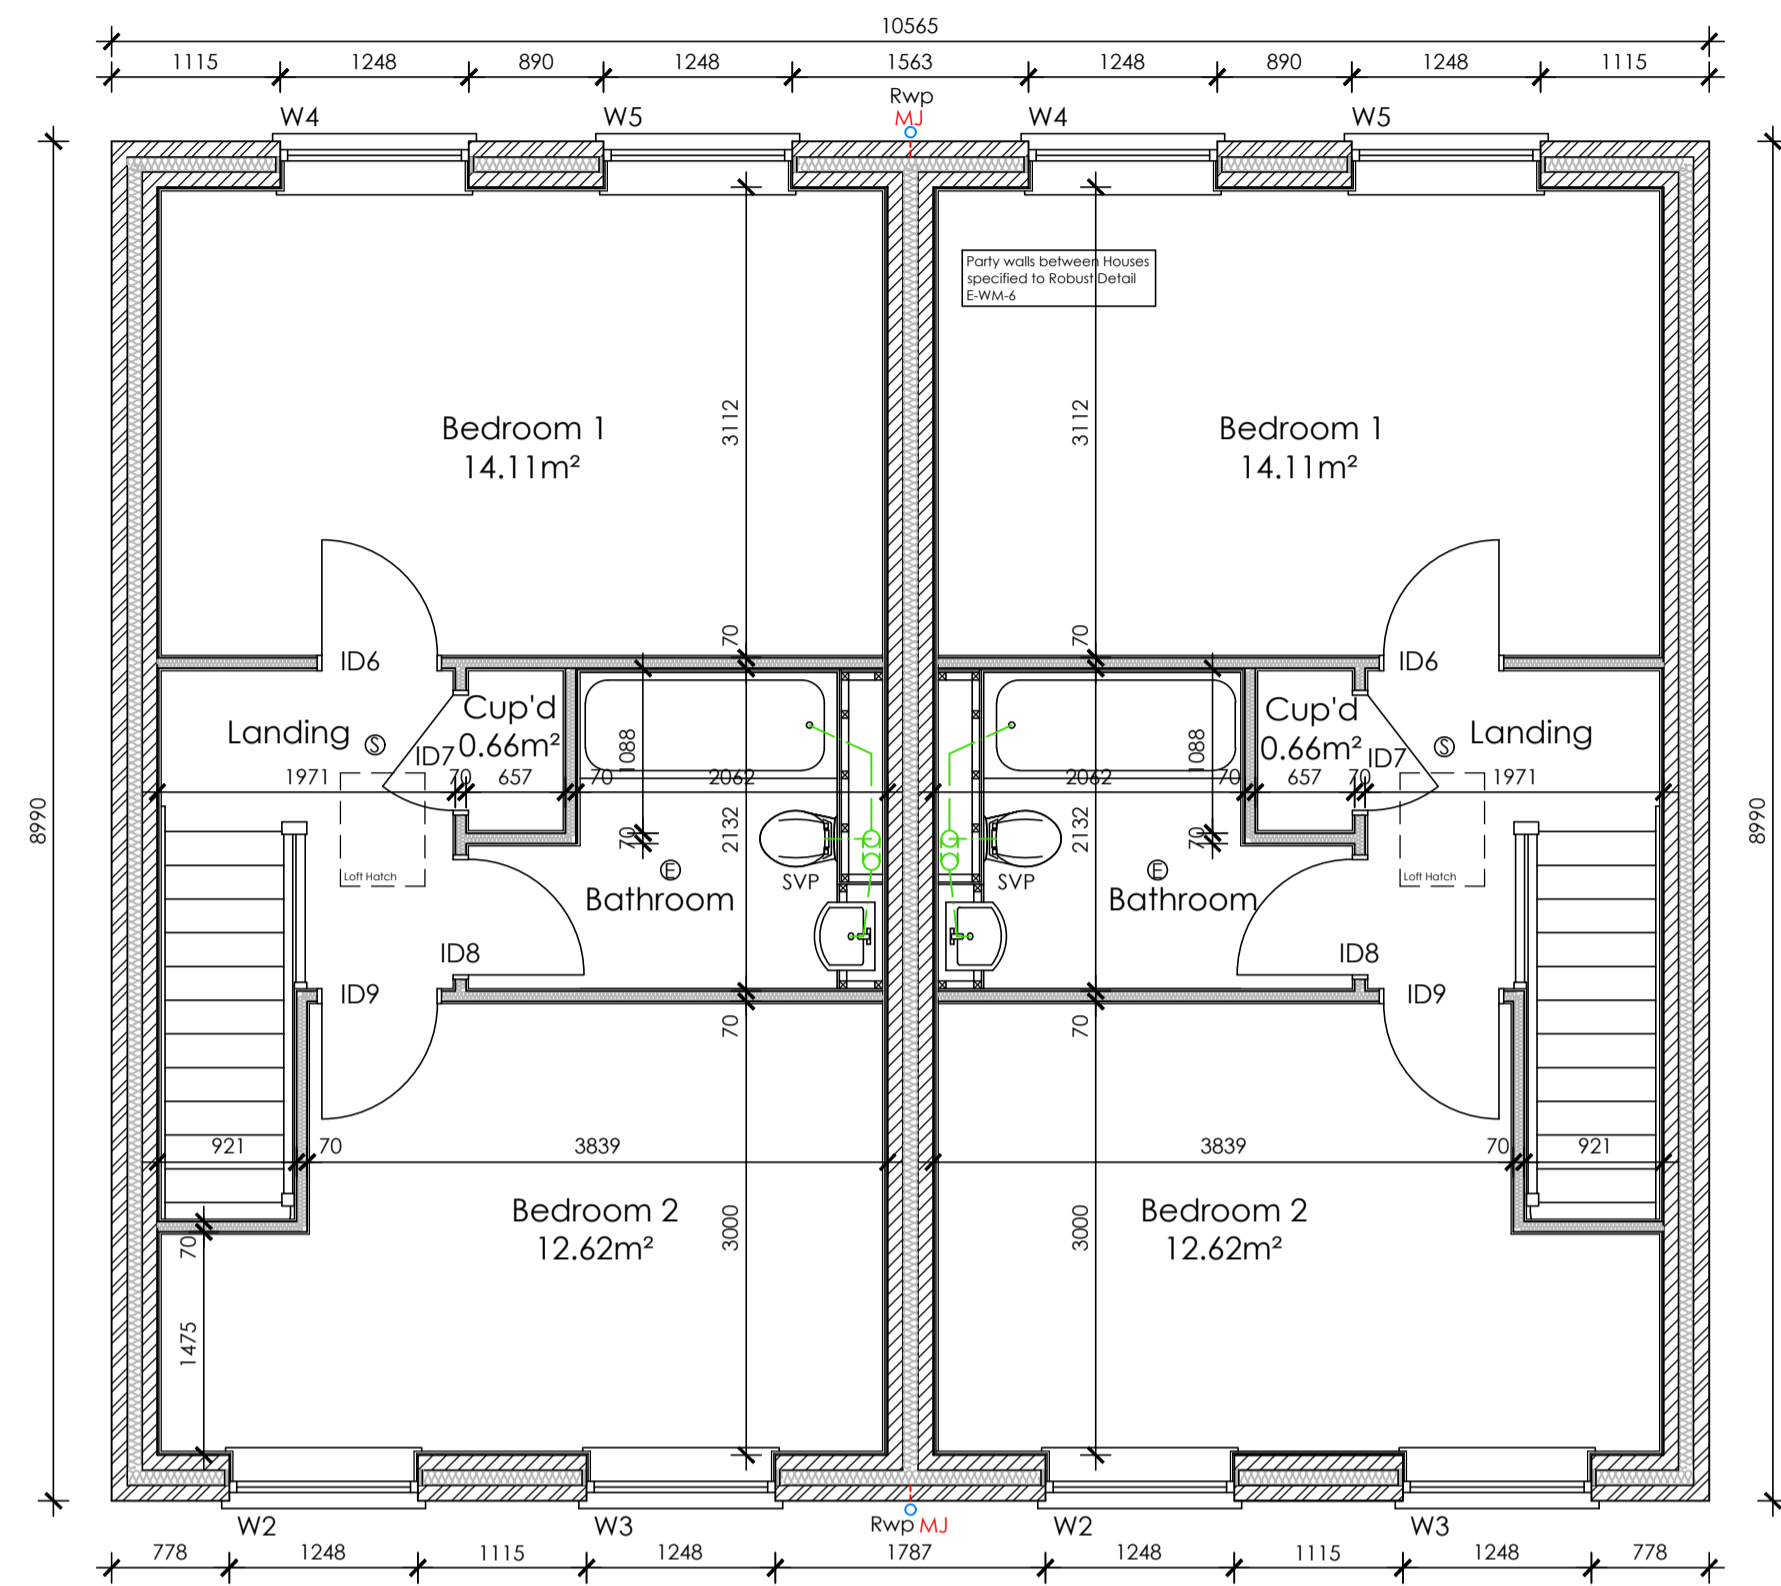 10565
1115 1248 890 1248 1563 1248 890 1248 1115
Rwp
W4 W5 MJ W4 W5
Party walls between Houses
specified to Robust Detail
E-WM-6
3112 3112
Bedroom 1 Bedroom 1
14.11m² 14.11m²
70 70
ID6 ID6
Cup'd Cup'd
0.66m² 0.66m²
Landing S Landing S
ID7 ID7
1088 1088
1971 70 657 70 2062 2062 70 657 70 1971
8990 8990
70 2132 2132 70
Loft Hatch Loft Hatch
E SVP SVP E
Bathroom Bathroom
ID8 ID8
ID9 ID9
70 70
921 70 3839 3839 70 921
Bedroom 2 Bedroom 2
12.62m² 12.62m²
70 3000 3000
1475
W2 W3 Rwp MJ W2 W3
778 1248 1115 1248 1787 1248 1115 1248 778